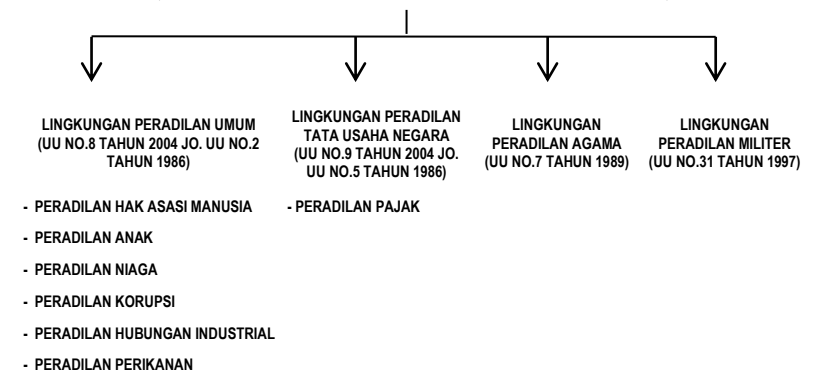 LINGKUNGAN PERADILAN UMUM
(UU NO.8 TAHUN 2004 JO. UU NO.2
TAHUN 1986)
LINGKUNGAN PERADILAN
TATA USAHA NEGARA
(UU NO.9 TAHUN 2004 JO.
UU NO.5 TAHUN 1986)
LINGKUNGAN
PERADILAN AGAMA
(UU NO.7 TAHUN 1989)
LINGKUNGAN
PERADILAN MILITER
(UU NO.31 TAHUN 1997)
- PERADILAN HAK ASASI MANUSIA
- PERADILAN ANAK
- PERADILAN NIAGA
- PERADILAN KORUPSI
- PERADILAN HUBUNGAN INDUSTRIAL
- PERADILAN PERIKANAN
- PERADILAN PAJAK